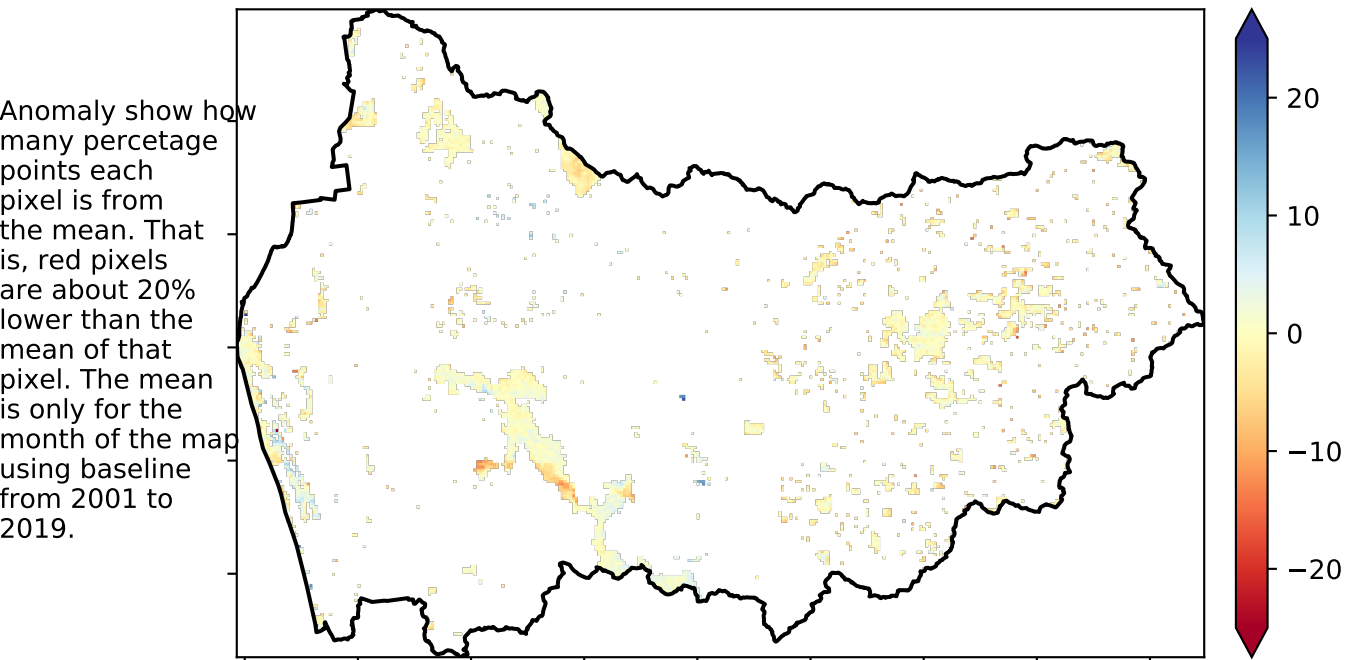 Anomaly show how
many percetage
points each
pixel is from
the mean. That
is, red pixels
are about 20%
lower than the
mean of that
pixel. The mean
is only for the
month of the map
using baseline
from 2001 to
2019.
20
10
0
−10
−20